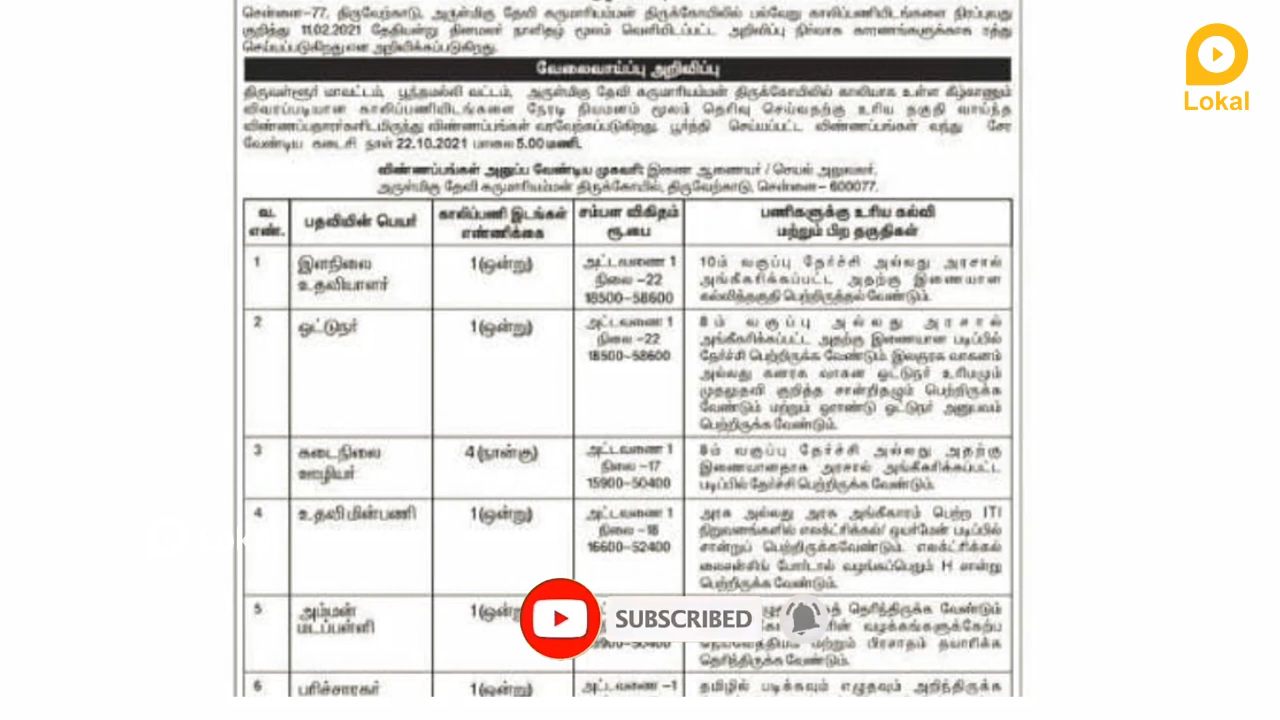 சென்னை-77, திருவேற்காடு, அருள்மிகு தேவி கருமாரியம்மன் திருக்கோயிலில் பல்வேறு காலிப்பணியிடங்களை நிரப்புவது
குறித்து 11.02.2021 தேதியன்று தினமலர் நாளிதழ் மூலம் வெளியிடப்பட்ட அறிவிப்பு நிர்வாக காரணங்களுக்காக ரத்து
செய்யப்படுகிறது என அறிவிக்கப்படுகிறது.
வேலைவாய்ப்பு அறிவிப்பு
திருவள்ளூர் மாவட்டம், பூந்தமல்லி வட்டம், அருள்மிகு தேவி கருமாரியம்மன் திருக்கோயிலில் காலியாக உள்ள கீழ்காணும்
விவரப்படியான காலிப்பணியிடங்களை நேரடி நியமனம் மூலம் தெரிவு செய்வதற்கு உரிய தகுதி வாய்ந்த
விண்ணப்பதாரர்களிடமிருந்து விண்ணப்பங்கள் வரவேற்கப்படுகிறது. பூர்த்தி செய்யப்பட்ட விண்ணப்பங்கள் வந்து சேர
வேண்டிய கடைசி நாள் 22.10.2021 மாலை 5.00 மணி.
விண்ணப்பங்கள் அனுப்ப வேண்டிய முகவரி: இணை ஆணையர் / செயல் அலுவலர்,
அருள்மிகு தேவி கருமாரியம்மன் திருக்கோயில், திருவேற்காடு, சென்னை – 600077.
வ. எண். பதவியின் பெயர் காலிப்பணி இடங்கள் எண்ணிக்கை சம்பள விகிதம் ரூ.பை பணிகளுக்கு உரிய கல்வி மற்றும் பிற தகுதிகள்
1 இளநிலை உதவியாளர் 1(ஒன்று) அட்டவணை 1 நிலை –22 18500–58600
10ம் வகுப்பு தேர்ச்சி அல்லது அரசால்
அங்கீகரிக்கப்பட்ட அதற்கு இணையான
கல்வித்தகுதி பெற்றிருத்தல் வேண்டும்.
2 ஓட்டுநர் 1(ஒன்று) அட்டவணை 1 நிலை –22 18500–58600
8ம் வகுப்பு அல்லது அரசால்
அங்கீகரிக்கப்பட்ட அதற்கு இணையான படிப்பில்
தேர்ச்சி பெற்றிருக்க வேண்டும். இலகுரக வாகனம்
அல்லது கனரக வாகன ஓட்டுநர் உரிமமும்
முதலுதவி குறித்த சான்றிதழும் பெற்றிருக்க
வேண்டும் மற்றும் ஓராண்டு ஓட்டுநர் அனுபவம்
பெற்றிருக்க வேண்டும்.
3 கடைநிலை ஊழியர் 4(நான்கு) அட்டவணை 1 நிலை –17 15900–50400
8ம் வகுப்பு தேர்ச்சி அல்லது அதற்கு
இணையானதாக அரசால் அங்கீகரிக்கப்பட்ட
படிப்பில் தேர்ச்சி பெற்றிருக்க வேண்டும்.
4 உதவி மின்பணி 1(ஒன்று) அட்டவணை 1 நிலை –18 16600–52400
அரசு அல்லது அரசு அங்கீகாரம் பெற்ற ITI
நிறுவனங்களில் எலக்ட்ரிக்கல்/ ஒயர்மேன் படிப்பில்
சான்றுப் பெற்றிருக்கவேண்டும். எலக்ட்ரிக்கல்
லைசன்சிங் போர்டால் வழங்கப்பெறும் H சான்று
பெற்றிருக்க வேண்டும்.
5 அம்மன் மடப்பள்ளி 1(ஒன்று)
தெரிந்திருக்க வேண்டும்
வழக்கங்களுக்கேற்ப
நெய்வேத்தியம் மற்றும் பிரசாதம் தயாரிக்க
தெரிந்திருக்க வேண்டும்.
6 பரிச்சாரகர் 1(ஒன்று) அட்டவணை –1
தமிழில் படிக்கவும் எழுதவும் அறிந்திருக்க
SUBSCRIBED
Lokal